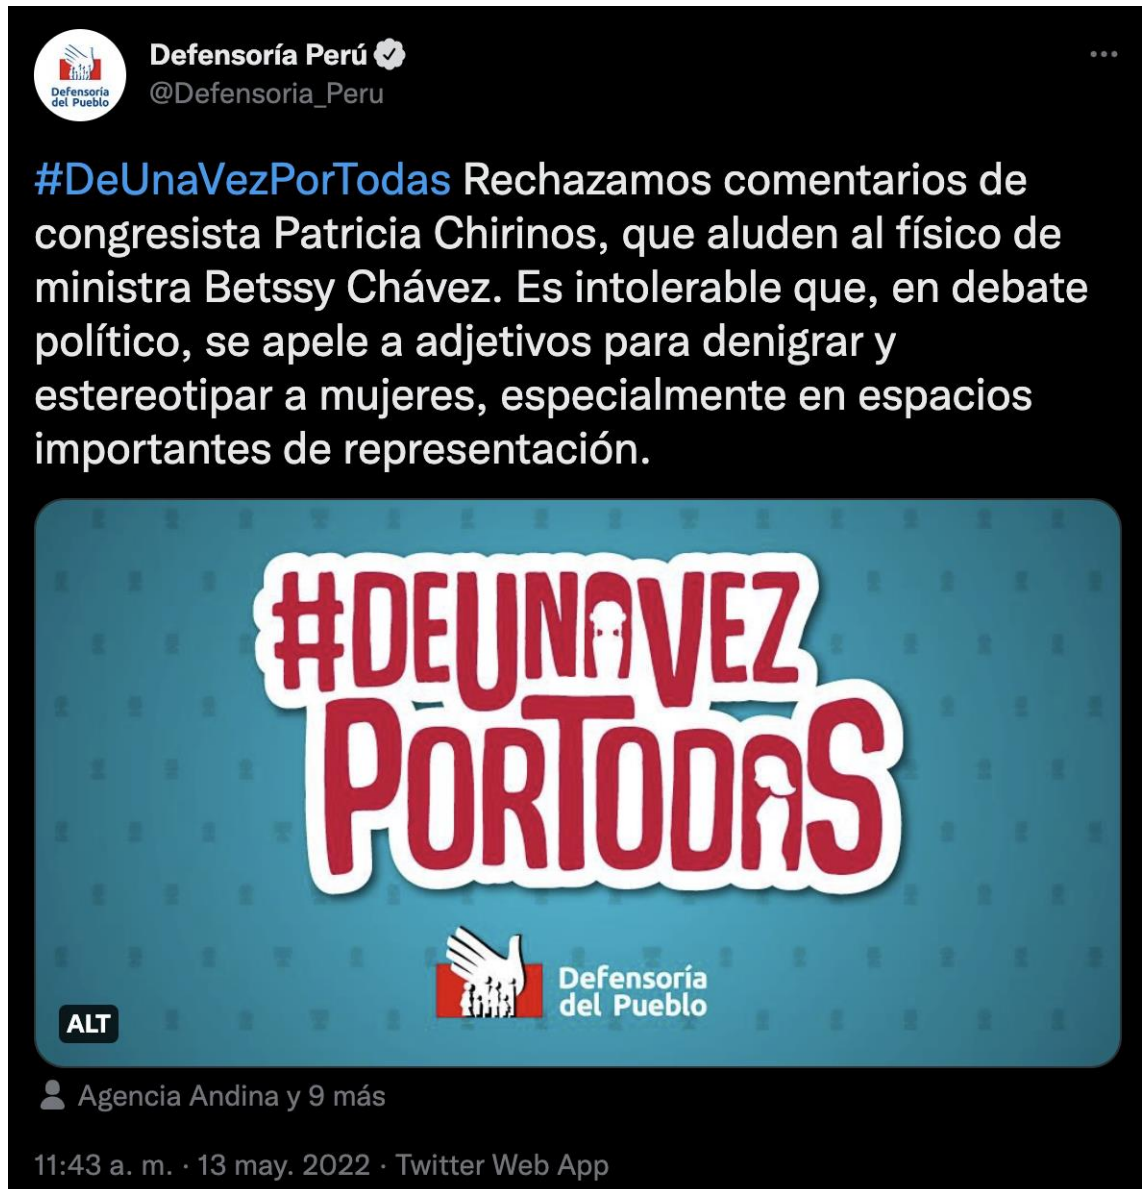 Defensoría Perú
@Defensoria_Peru
Defensoría
del Pueblo
#DeUnaVezPorTodas Rechazamos comentarios de
congresista Patricia Chirinos, que aluden al físico de
ministra Betssy Chávez. Es intolerable que, en debate
político, se apele a adjetivos para denigrar y
estereotipar a mujeres, especialmente en espacios
importantes de representación.
#DEUNAVEZ
PORTODAS
Defensoría
del Pueblo
ALT
Agencia Andina y 9 más
11:43 a. m. · 13 may. 2022 · Twitter Web App